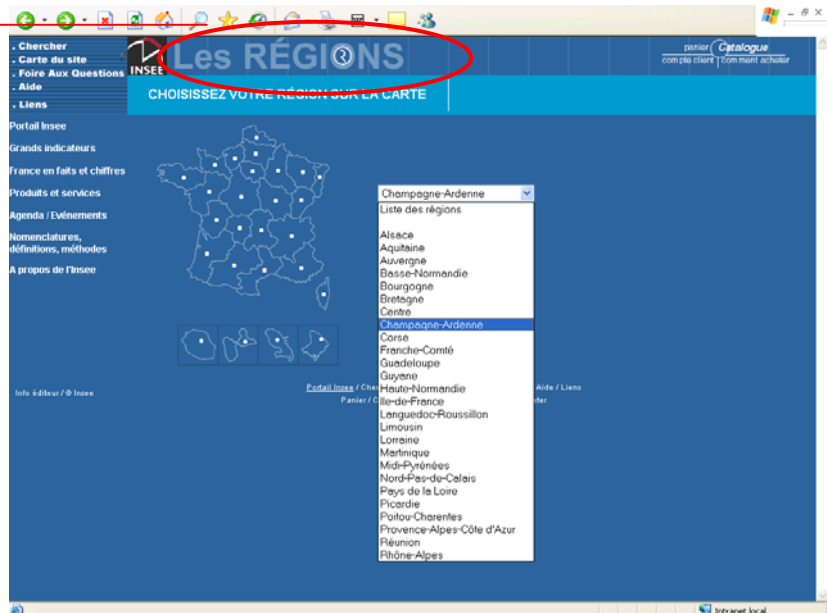 . Chercher
. Carte du site
. Foire Aux Questions
. Aide
. Liens
INSEE
Les RÉGIONS
panier Catalogue
compte client comment acheter
CHOISISSEZ VOTRE RÉGION SUR LA CARTE
Portail Insee
Grands indicateurs
France en faits et chiffres
Produits et services
Agenda / Evénements
Nomenclatures,
définitions, méthodes
A propos de l'Insee
Champagne-Ardenne
Liste des régions
Alsace
Aquitaine
Auvergne
Basse-Normandie
Bourgogne
Bretagne
Centre
Champagne-Ardenne
Corse
Franche-Comté
Guadeloupe
Guyane
Haute-Normandie
Ile-de-France
Languedoc-Roussillon
Limousin
Lorraine
Martinique
Midi-Pyrénées
Nord-Pas-de-Calais
Pays de la Loire
Picardie
Poitou-Charentes
Provence-Alpes-Côte d'Azur
Réunion
Rhône-Alpes
Portail Insee / Che
Aide / Liens
Panier / C
ter
Info éditeur / © Insee
Intranet local